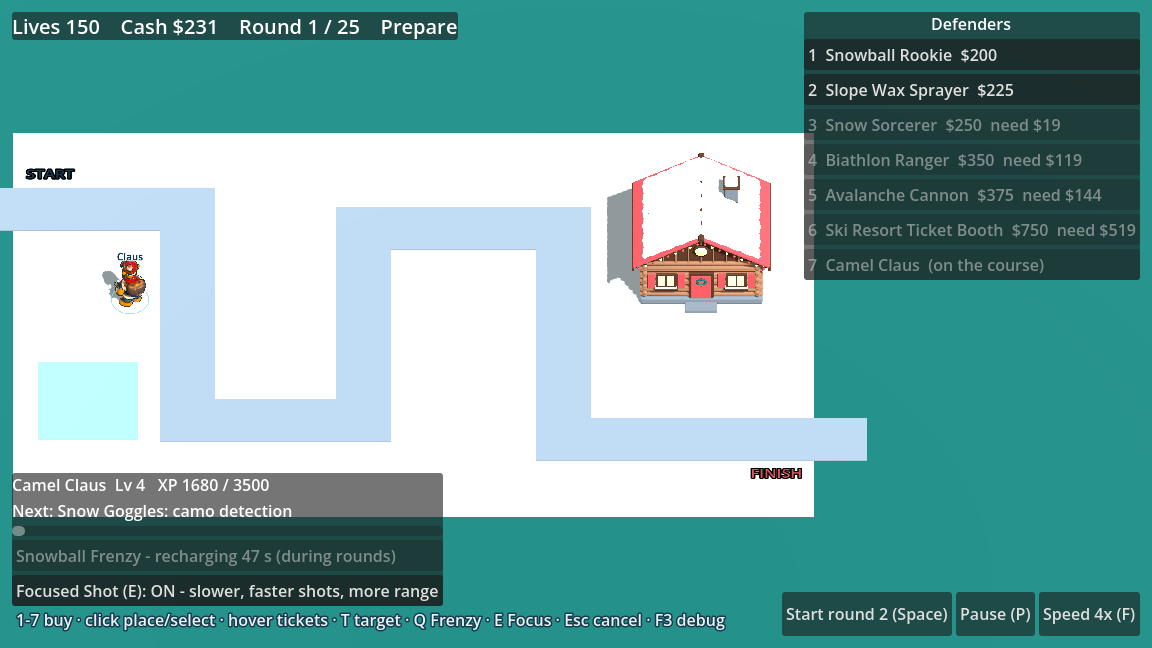 Lives 150 Cash $231 Round 1 / 25 Prepare
Defenders
1 Snowball Rookie $200
2 Slope Wax Sprayer $225
3 Snow Sorcerer $250 need $19
4 Biathlon Ranger $350 need $119
5 Avalanche Cannon $375 need $144
6 Ski Resort Ticket Booth $750 need $519
7 Camel Claus (on the course)
START
Claus
FINISH
Camel Claus Lv 4 XP 1680 / 3500
Next: Snow Goggles: camo detection
Snowball Frenzy - recharging 47 s (during rounds)
Focused Shot (E): ON - slower, faster shots, more range
1-7 buy · click place/select · hover tickets · T target · Q Frenzy · E Focus · Esc cancel · F3 debug
Start round 2 (Space) Pause (P) Speed 4x (F)